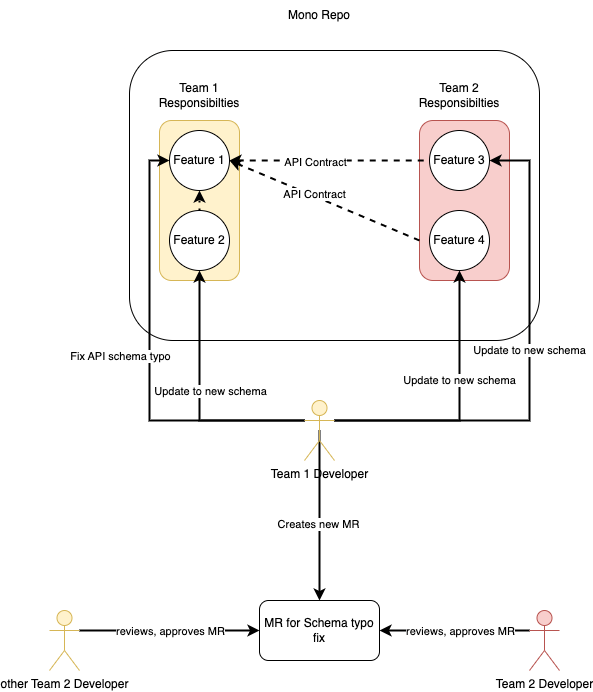 Mono Repo
Team 1
Responsibilties
Team 2
Responsibilties
Feature 1
API Contract
Feature 3
API Contract
Feature 2
Feature 4
Fix API schema typo
Update to new schema
Update to new schema
Update to new schema
Team 1 Developer
Creates new MR
MR for Schema typo
fix
reviews, approves MR
reviews, approves MR
other Team 2 Developer
Team 2 Developer